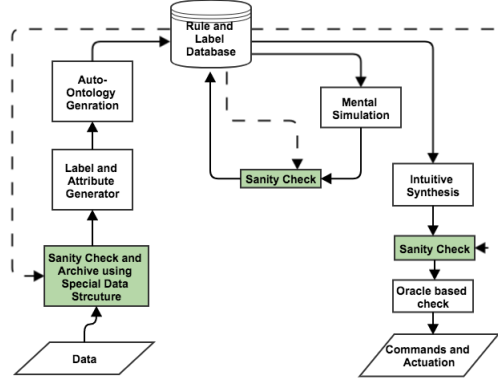 Rule and
Label
Database
Auto-
Ontology
Genration
Mental
Simulation
Label and
Attribute
Generator
Sanity Check
Intuitive
Synthesis
Sanity Check and
Archive using
Special Data
Strcuture
Sanity Check
Oracle based
check
Data
Commands and
Actuation